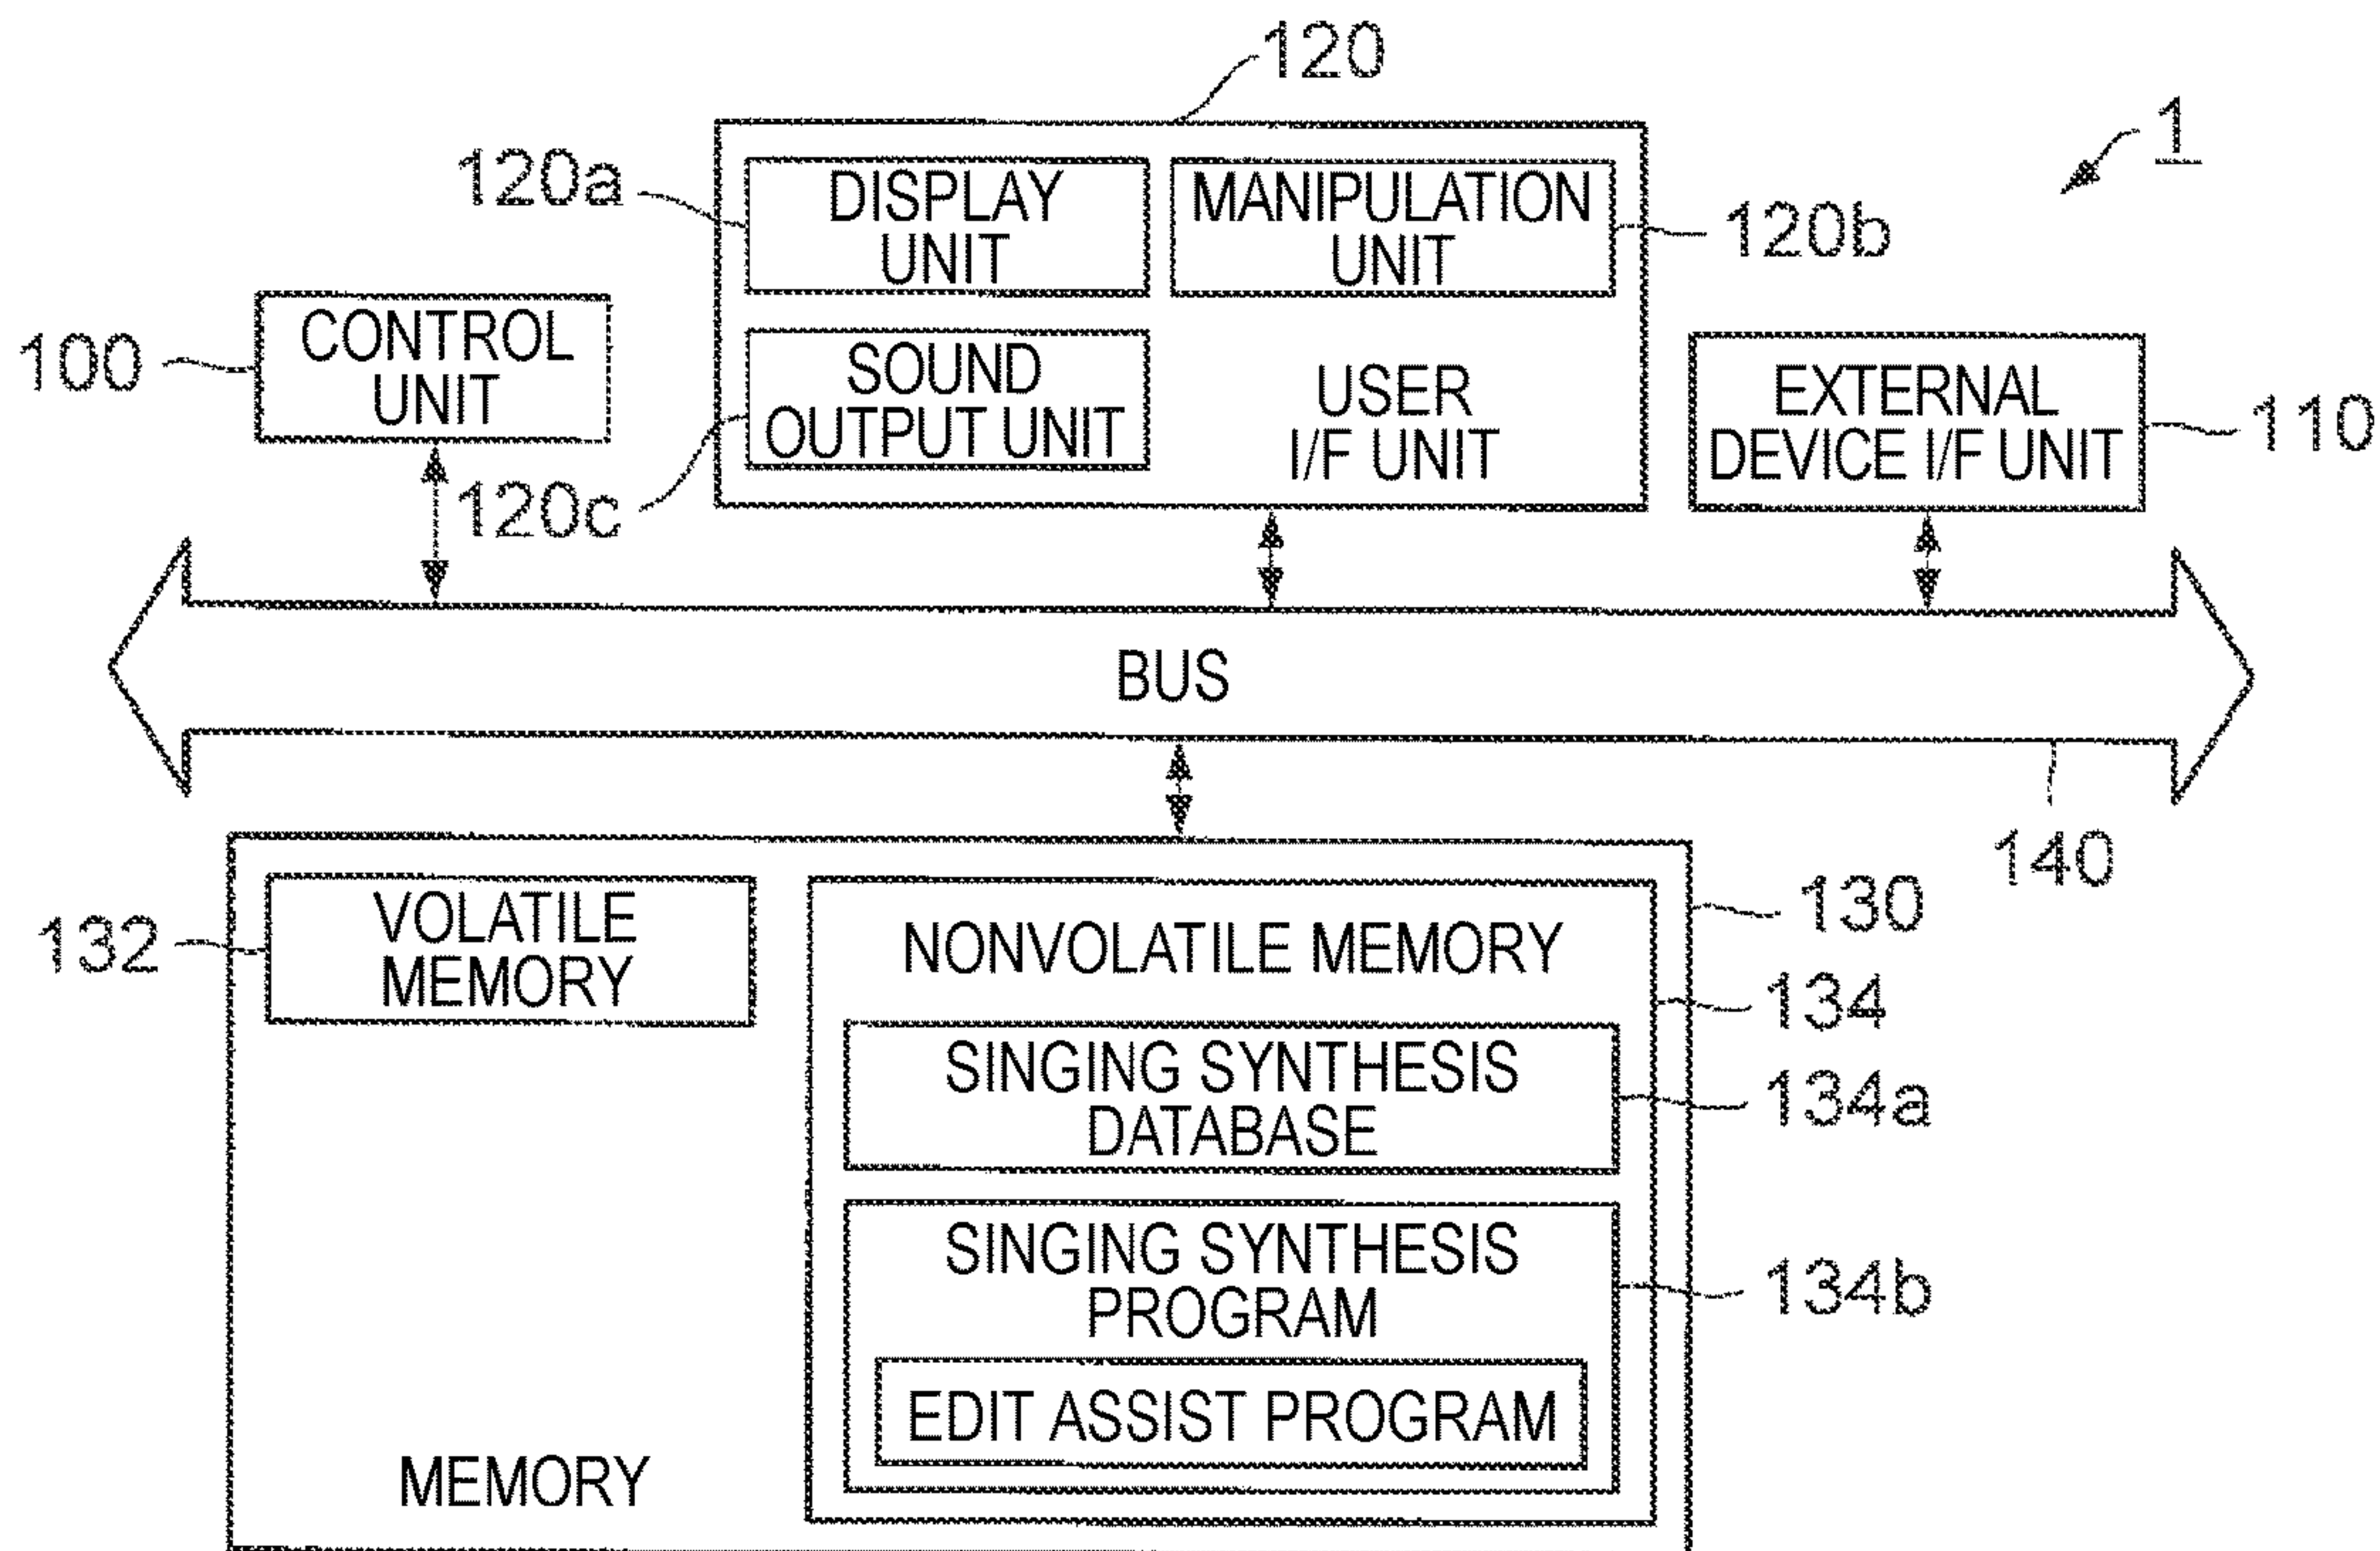 120
1
120a
DISPLAY
UNIT
MANIPULATION
UNIT
120b
100
CONTROL
UNIT
SOUND
OUTPUT UNIT
120c
USER
I/F UNIT
EXTERNAL
DEVICE I/F UNIT
110
BUS
140
132
VOLATILE
MEMORY
NONVOLATILE MEMORY
130
134
SINGING SYNTHESIS
DATABASE
134a
SINGING SYNTHESIS
PROGRAM
134b
EDIT ASSIST PROGRAM
MEMORY